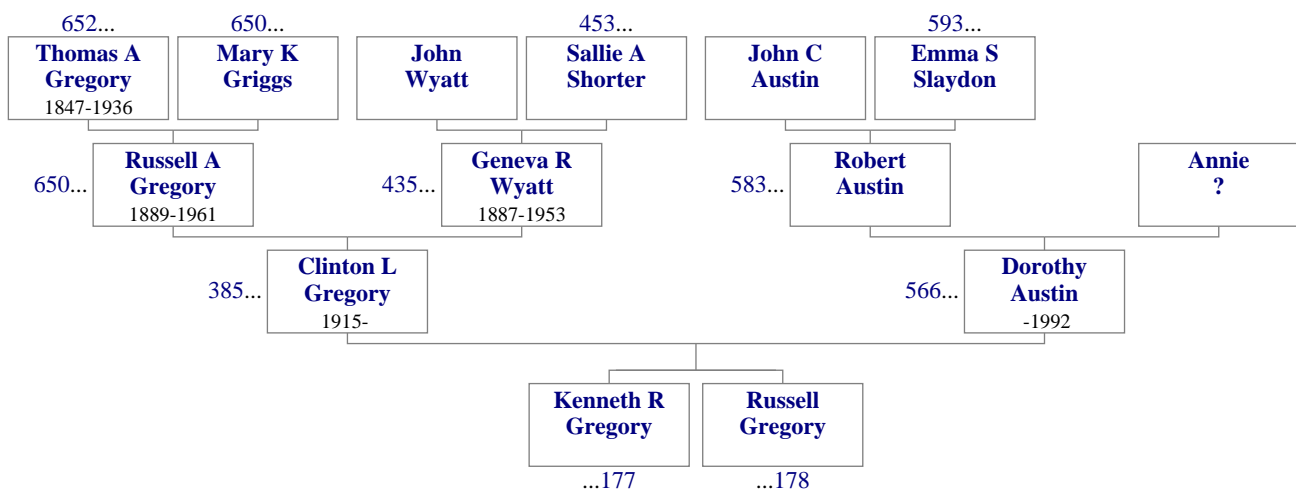 652...
650...
453...
593...
Thomas A
Gregory
1847-1936
Mary K
Griggs
John
Wyatt
Sallie A
Shorter
John C
Austin
Emma S
Slaydon
650...
Russell A
Gregory
1889-1961
435...
Geneva R
Wyatt
1887-1953
583...
Robert
Austin
Annie
?
385...
Clinton L
Gregory
1915-
566...
Dorothy
Austin
-1992
Kenneth R
Gregory
...177
Russell
Gregory
...178